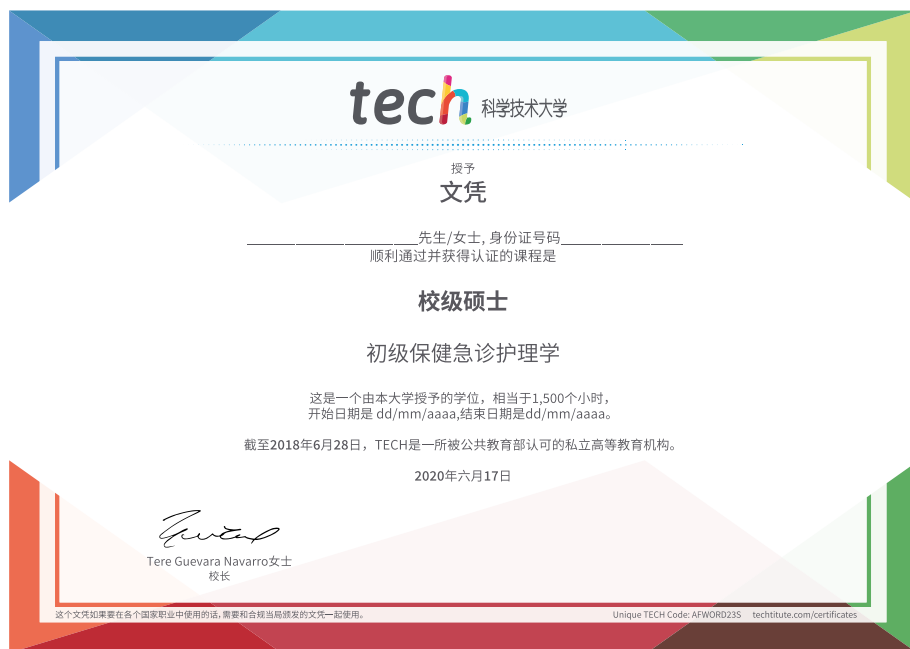 tech 科学技术大学
授予
文凭
____________________先生/女士, 身份证号码______________
顺利通过并获得认证的课程是
校级硕士
初级保健急诊护理学
这是一个由本大学授予的学位，相当于1,500个小时，
开始日期是 dd/mm/aaaa,结束日期是dd/mm/aaaa。
截至2018年6月28日，TECH是一所被公共教育部认可的私立高等教育机构。
2020年六月17日
Tere Guevara Navarro女士
校长
这个文凭如果要在各个国家职业中使用的话,需要和合规当局颁发的文凭一起使用。
Unique TECH Code: AFWORD23S techtitute.com/certificates